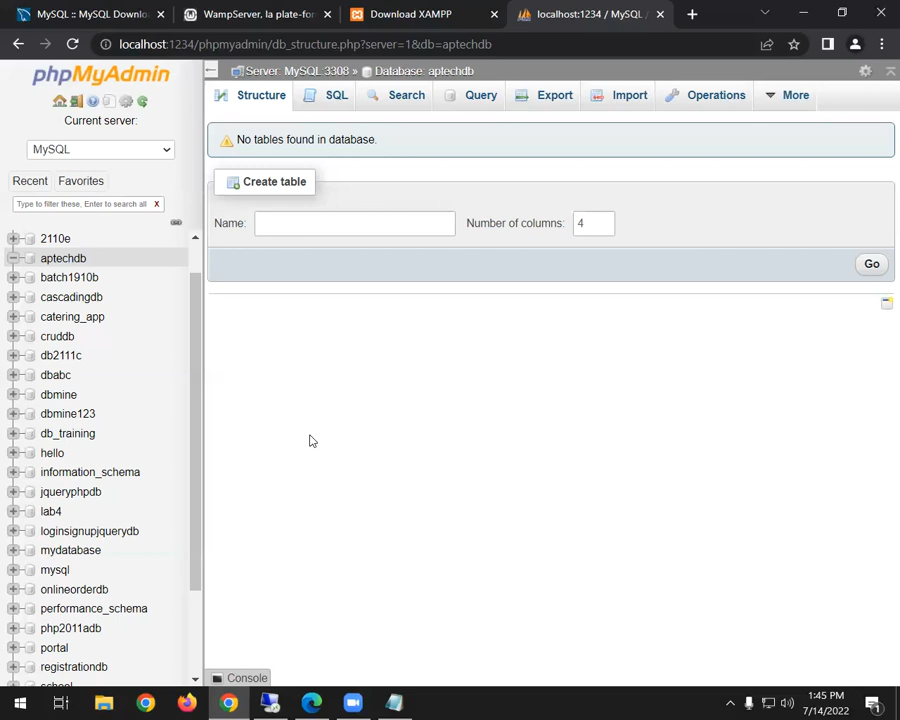 MySQL :: MySQL Downlo
WampServer, la plate-for
Download XAMPP
localhost:1234 / MySQL /
localhost:1234/phpmyadmin/db_structure.php?server=1&db=aptechdb
phpMyAdmin
Current server:
MySQL
Recent Favorites
Type to filter these, Enter to search all X
2110e
aptechdb
batch1910b
cascadingdb
catering_app
cruddb
db2111c
dbabc
dbmine
dbmine123
db_training
hello
information_schema
jqueryphpdb
lab4
loginsignupjquerydb
mydatabase
mysql
onlineorderdb
performance_schema
php2011adb
portal
registrationdb
school
Server: MySQL:3308 » Database: aptechdb
Structure SQL Search Query Export Import Operations More
No tables found in database.
Create table
Name: Number of columns: 4
Go
Console
1:45 PM
7/14/2022
1